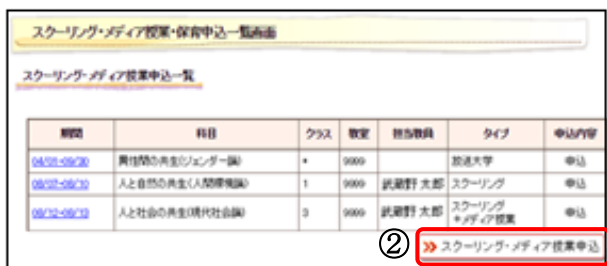 スクーリング・メディア授業・保育申込一覧画面
スクーリング・メディア授業申込一覧
期間 科目 クラス 教室 担当教員 タイプ 申込内容
04/01-09/30 異性間の共生(ジェンダー論) * 9999 放送大学 申込
08/07-08/10 人と自然の共生(人間環境論) 1 9999 武蔵野 太郎 スクーリング 申込
08/12-08/13 人と社会の共生(現代社会論) 3 9999 武蔵野 太郎 スクーリング
+メディア授業 申込
② スクーリング・メディア授業申込